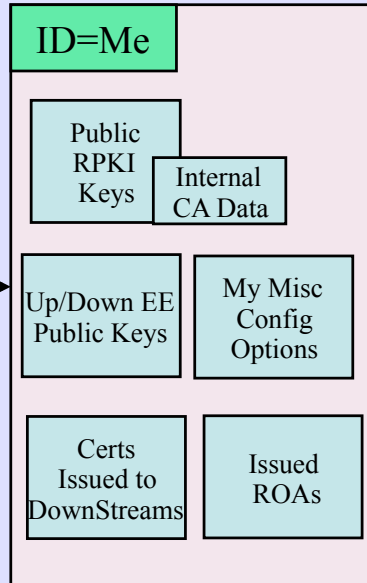 ID=Me
Public
RPKI
Keys
Internal
CA Data
Up/Down EE
Public Keys
My Misc
Config
Options
Certs
Issued to
DownStreams
Issued
ROAs